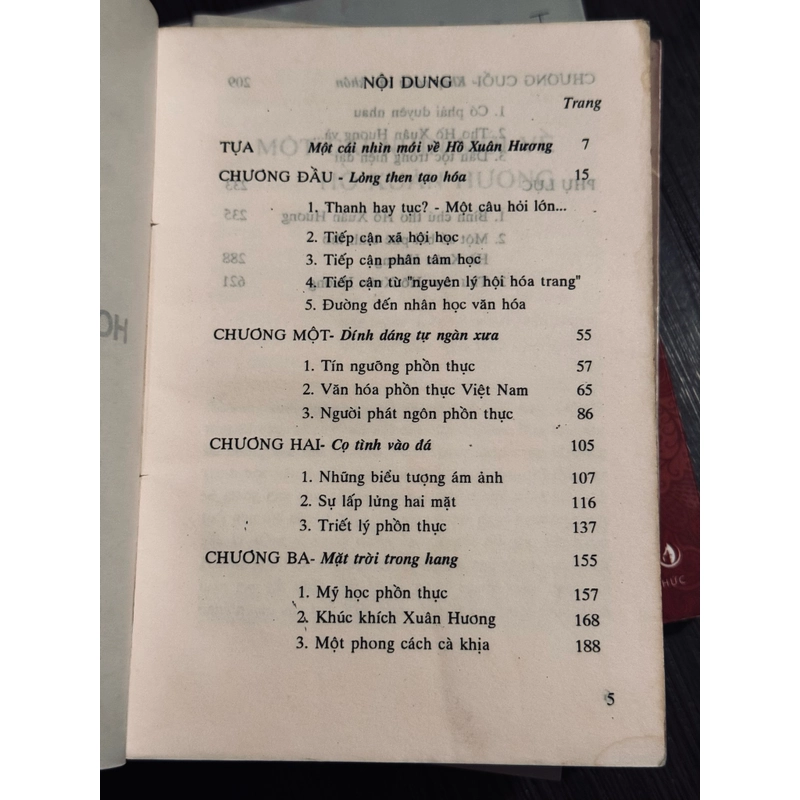 NỘI DUNG
Trang
TỰA Một cái nhìn mới về Hồ Xuân Hương 7
CHƯƠNG ĐẦU - Lỏng then tạo hóa 15
1. Thanh hay tục? - Một câu hỏi lớn...
2. Tiếp cận xã hội học
3. Tiếp cận phân tâm học
4. Tiếp cận từ "nguyên lý hội hóa trang"
5. Đường đến nhân học văn hóa
CHƯƠNG MỘT- Dính dáng tự ngàn xưa 55
1. Tín ngưỡng phồn thực 57
2. Văn hóa phồn thực Việt Nam 65
3. Người phát ngôn phồn thực 86
CHƯƠNG HAI- Cọ tình vào đá 105
1. Những biểu tượng ám ảnh 107
2. Sự lấp lửng hai mặt 116
3. Triết lý phồn thực 137
CHƯƠNG BA- Mặt trời trong hang 155
1. Mỹ học phồn thực 157
2. Khúc khích Xuân Hương 168
3. Một phong cách cà khịa 188
5